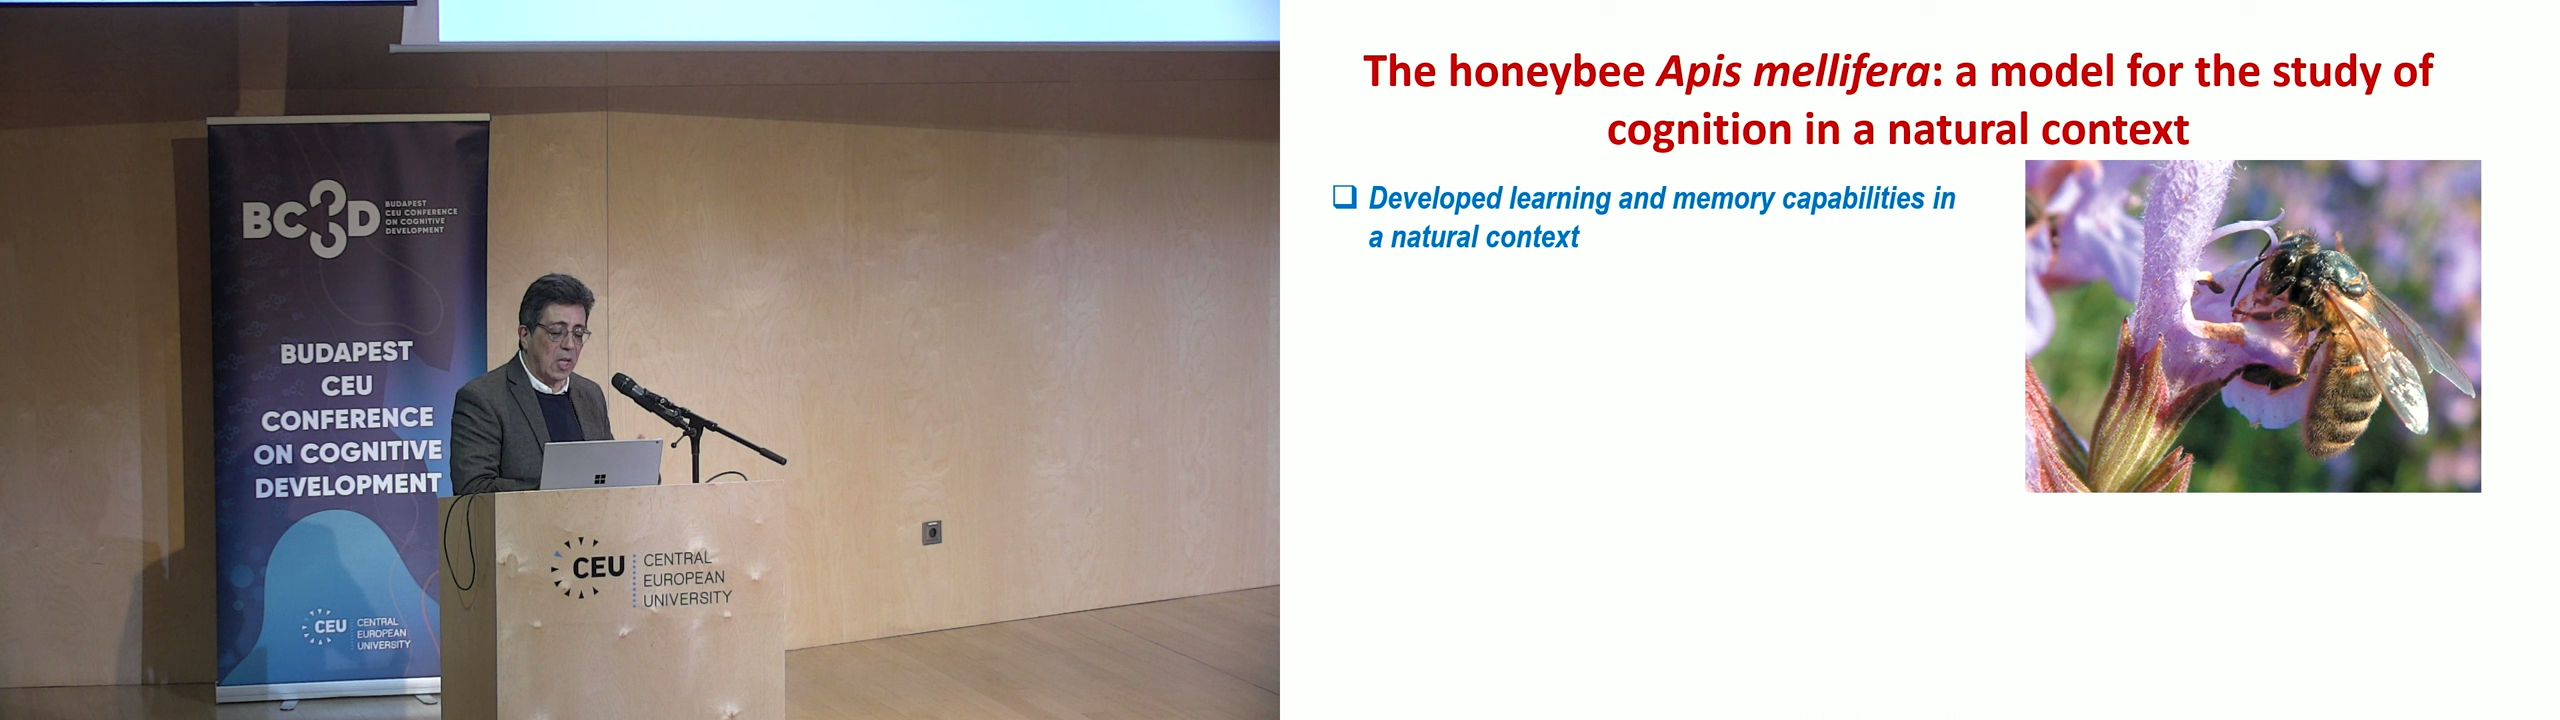 BC3D
BUDAPEST
CEU CONFERENCE
ON COGNITIVE
DEVELOPMENT
BUDAPEST
CEU
CONFERENCE
ON COGNITIVE
DEVELOPMENT
CEU
CENTRAL
EUROPEAN
UNIVERSITY
CEU
CENTRAL
EUROPEAN
UNIVERSITY
The honeybee Apis mellifera: a model for the study of
cognition in a natural context
Developed learning and memory capabilities in
a natural context